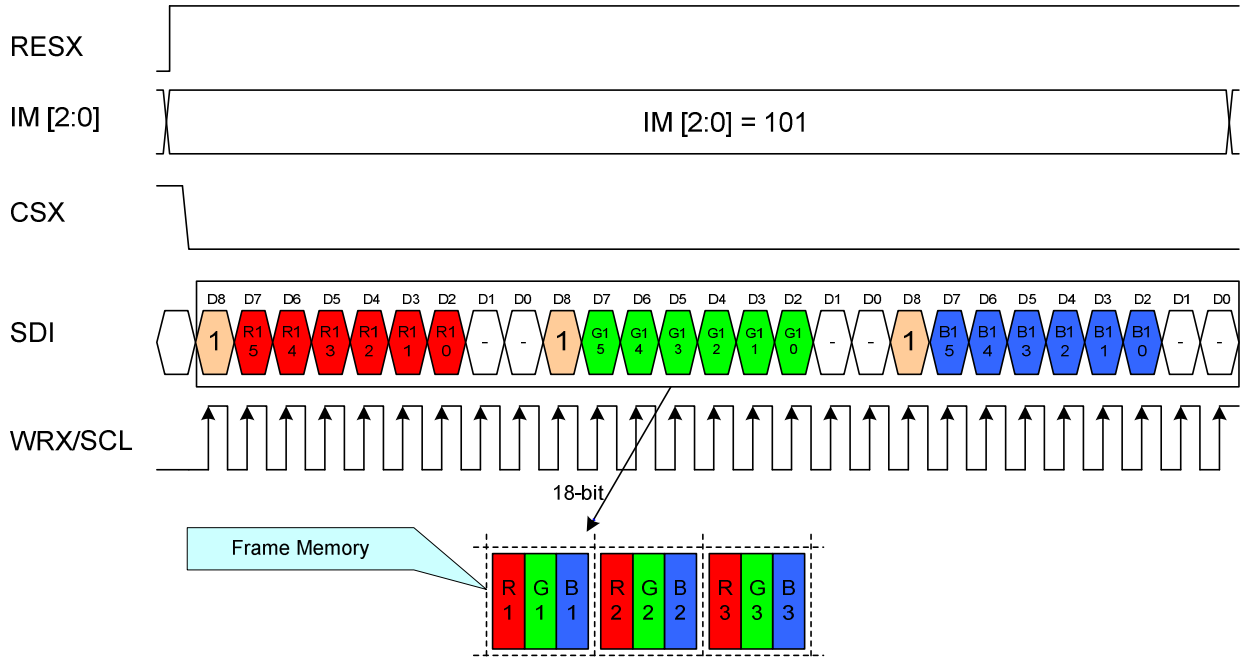 RESX
IM [2:0]
IM [2:0] = 101
CSX
D8 D7 D6 D5 D4 D3 D2 D1 D0 D8 D7 D6 D5 D4 D3 D2 D1 D0 D8 D7 D6 D5 D4 D3 D2 D1 D0
SDI
1 R1 R1 R1 R1 R1 R1 - - 1 G1 G1 G1 G1 G1 G1 - - 1 B1 B1 B1 B1 B1 B1 - -
5 4 3 2 1 0 5 4 3 2 1 0 5 4 3 2 1 0
WRX/SCL
18-bit
Frame Memory
R G B R G B R G B
1 1 1 2 2 2 3 3 3